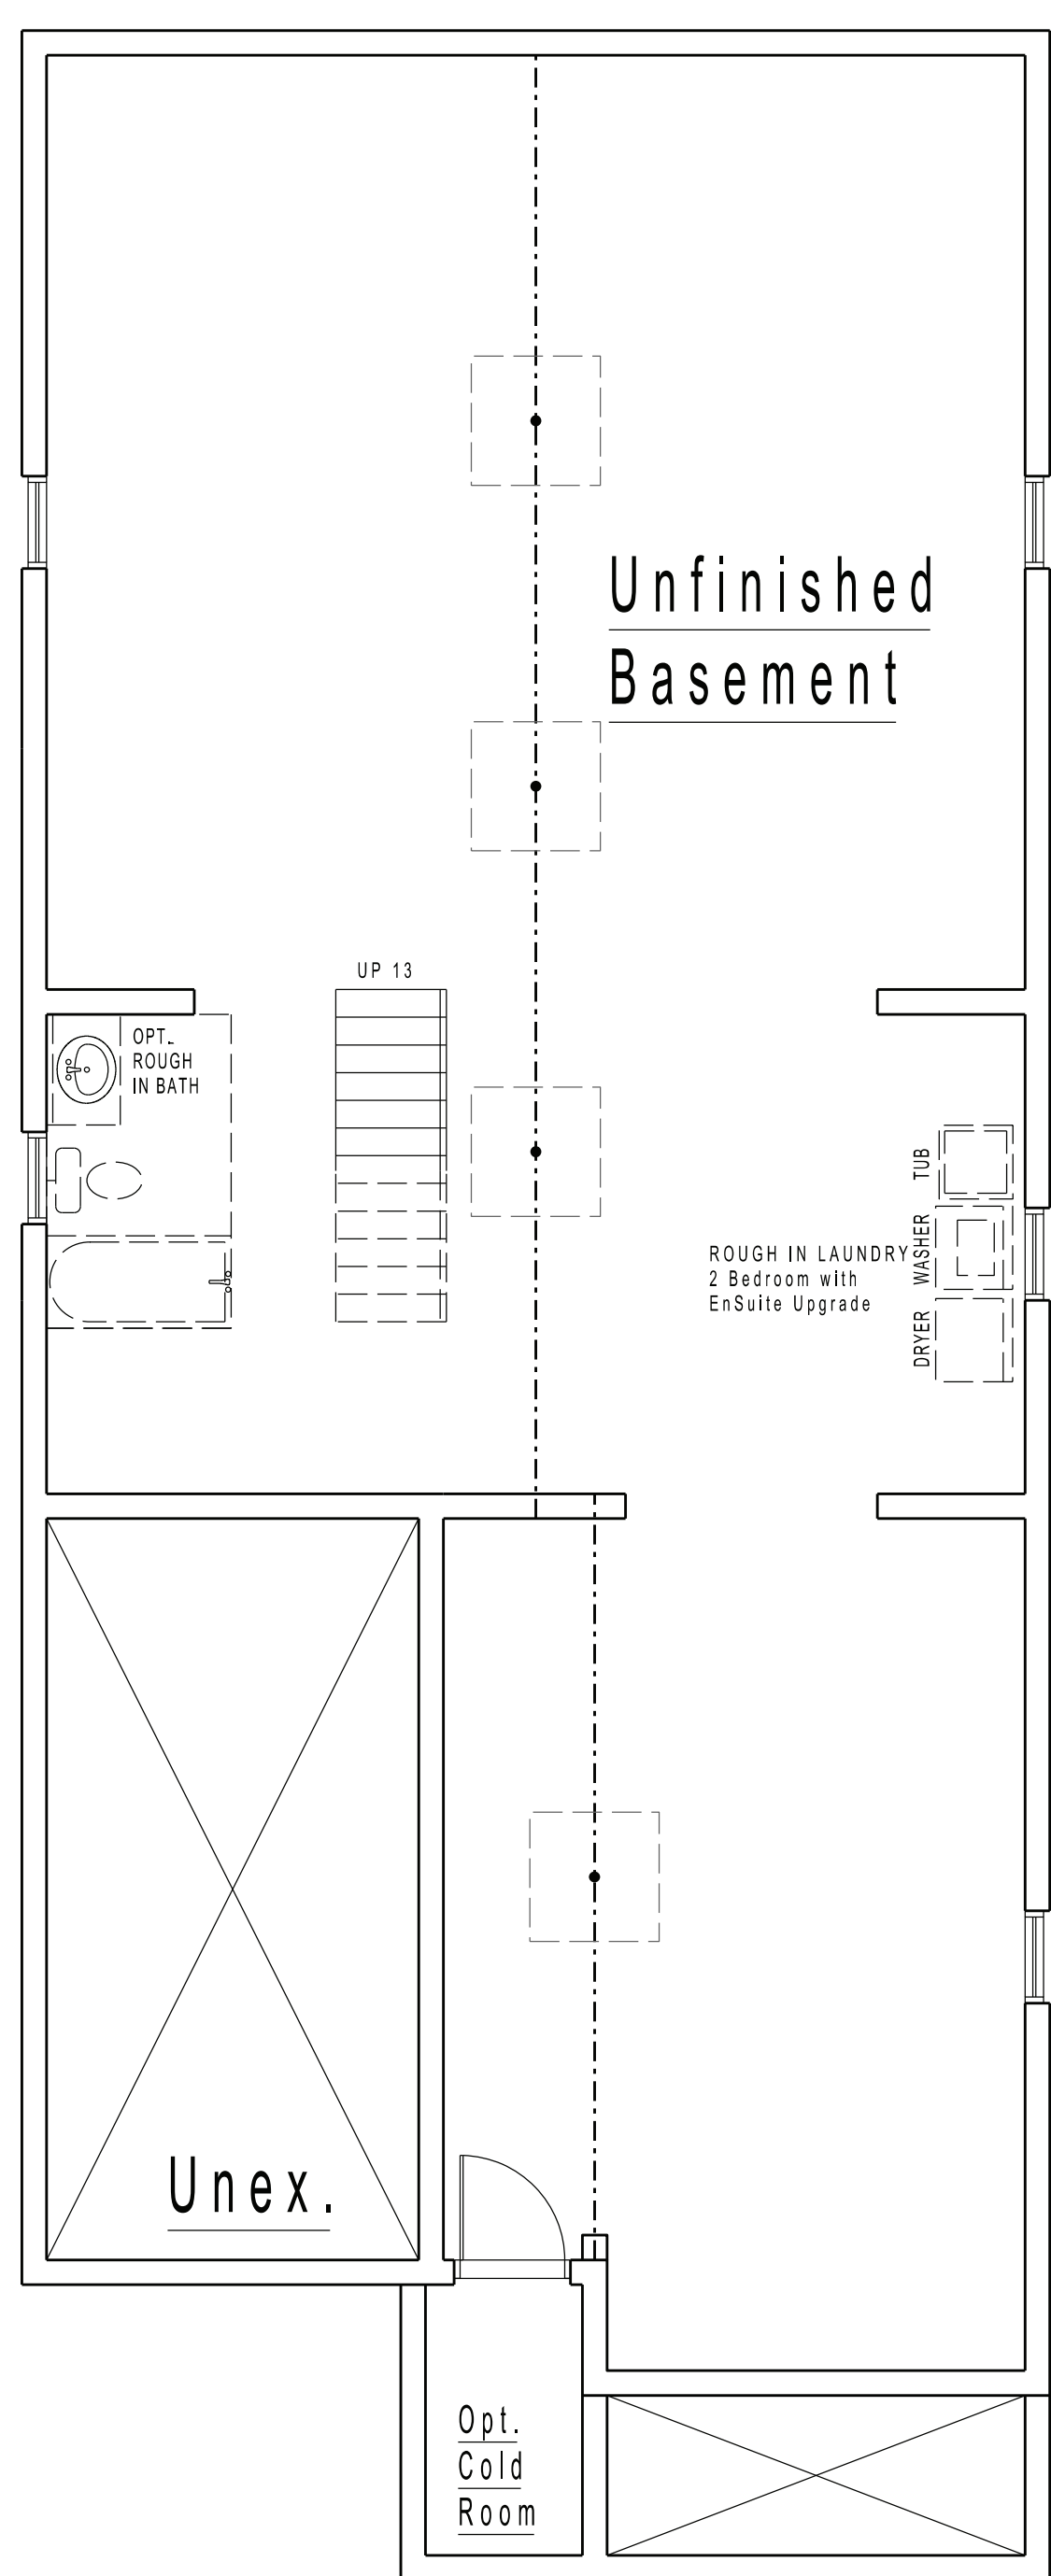 Unfinished
Basement
UP 13
OPT.
ROUGH
IN BATH
TUB
WASHER
DRYER
ROUGH IN LAUNDRY
2 Bedroom with
EnSuite Upgrade
Unex.
Opt.
Cold
Room